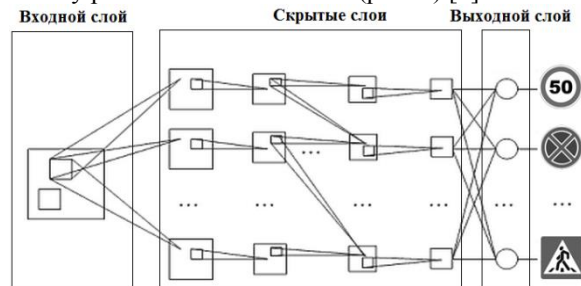 Входной слой
Скрытые слои
Выходной слой
50
...
... ... ... ... ... ... ...